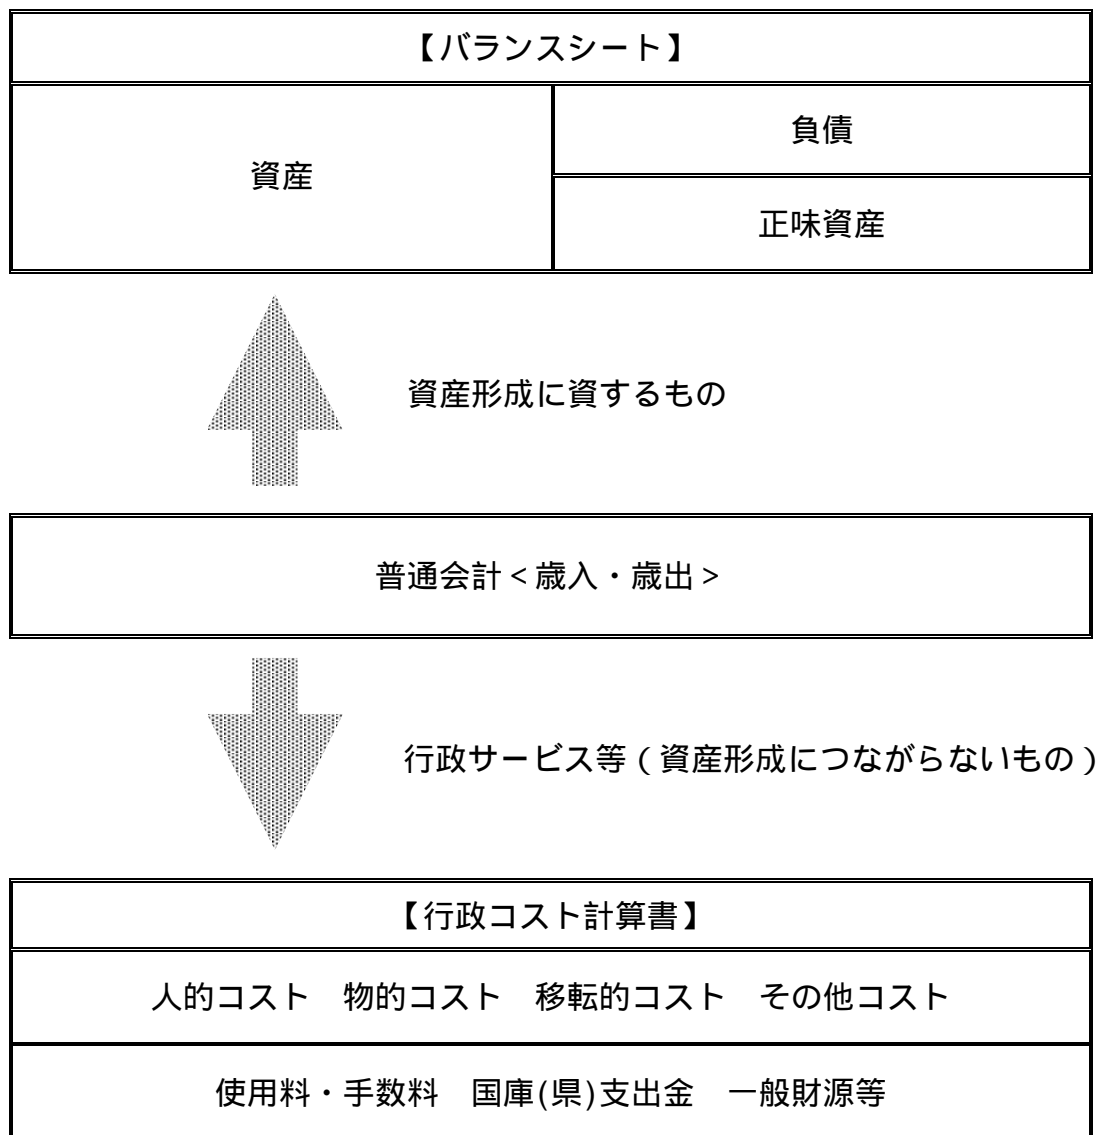 【バランスシート】
資産
負債
正味資産
資産形成に資するもの
普通会計<歳入・歳出>
行政サービス等(資産形成につながらないもの)
【行政コスト計算書】
人的コスト　物的コスト　移転的コスト　その他コスト
使用料・手数料　国庫(県)支出金　一般財源等